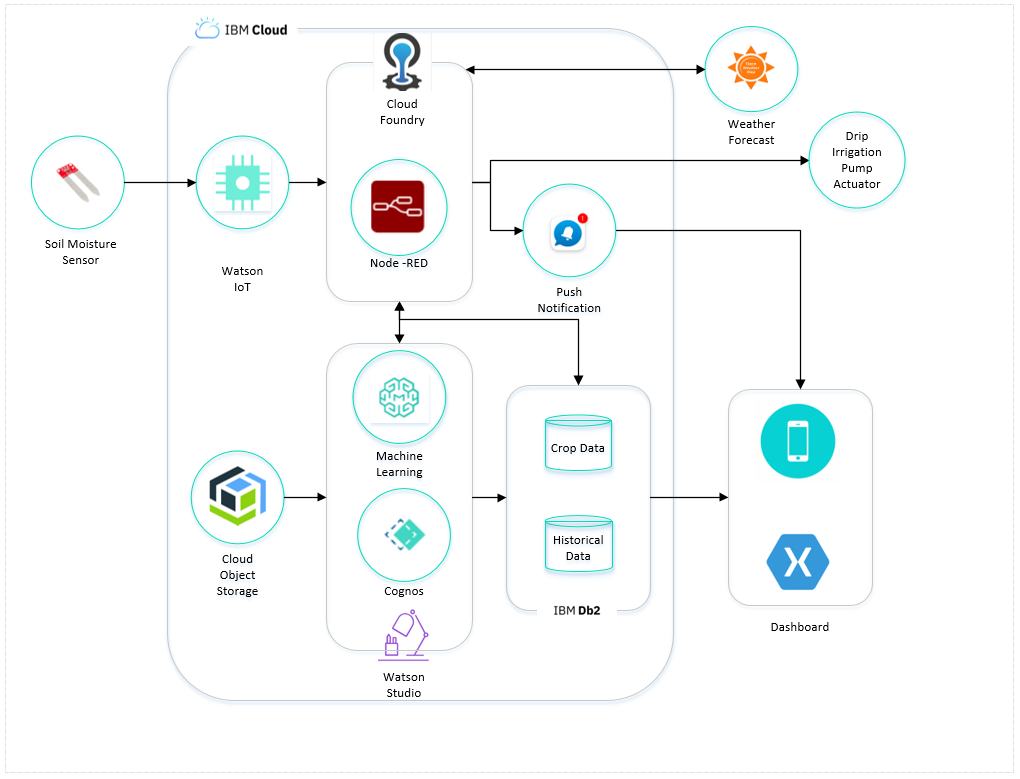 IBM Cloud
Cloud
Foundry
Weather
Forecast
Drip
Irrigation
Pump
Actuator
Soil Moisture
Sensor
Watson
IoT
Node -RED
Push
Notification
Machine
Learning
Crop Data
Cloud
Object
Storage
Cognos
Historical
Data
IBM Db2
Dashboard
Watson
Studio